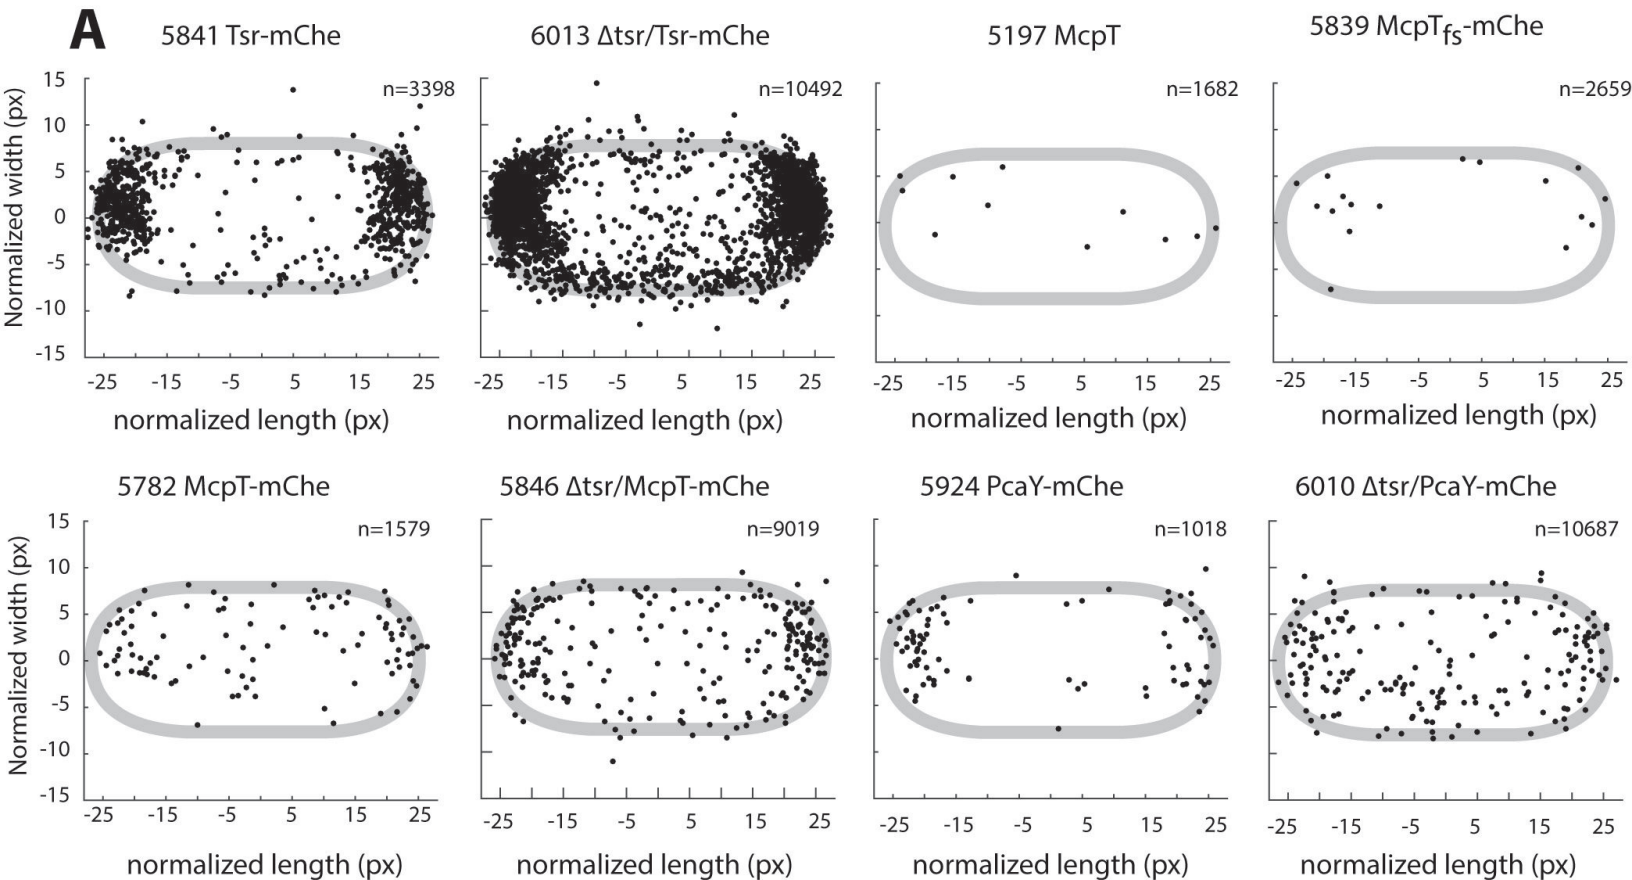 A
5841 Tsr-mChe
6013 Δtsr/Tsr-mChe
5197 McpT
5839 McpTfs-mChe
n=3398
n=10492
n=1682
n=2659
Normalized width (px)
15
10
5
0
-5
-10
-15
-25 -15 -5 5 15 25
-25 -15 -5 5 15 25
-25 -15 -5 5 15 25
-25 -15 -5 5 15 25
normalized length (px)
normalized length (px)
normalized length (px)
normalized length (px)
5782 McpT-mChe
5846 Δtsr/McpT-mChe
5924 PcaY-mChe
6010 Δtsr/PcaY-mChe
n=1579
n=9019
n=1018
n=10687
Normalized width (px)
15
10
5
0
-5
-10
-15
-25 -15 -5 5 15 25
-25 -15 -5 5 15 25
-25 -15 -5 5 15 25
-25 -15 -5 5 15 25
normalized length (px)
normalized length (px)
normalized length (px)
normalized length (px)